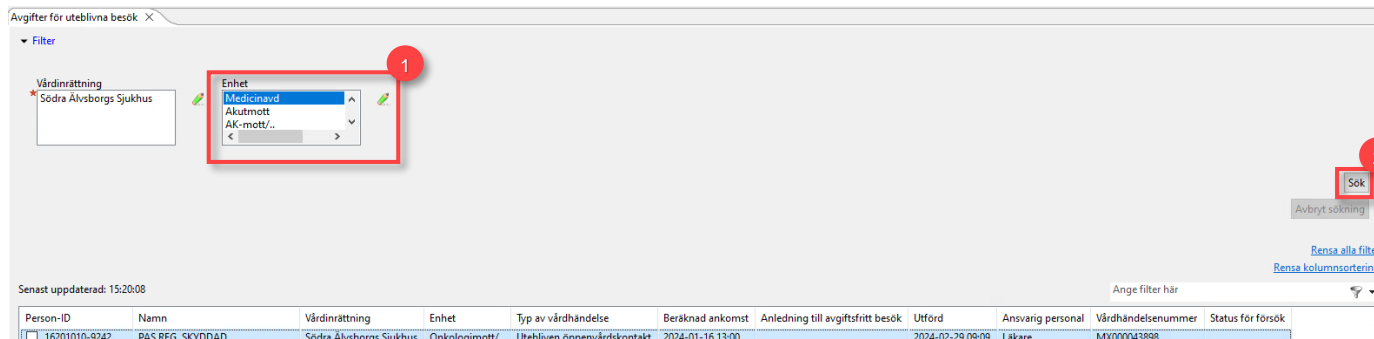 Avgifter för uteblivna besök
Filter
1
Vårdinrättning
Enhet
* Södra Älvsborgs Sjukhus
Medicinavd
Akutmott
AK-mott/..
Sök
Avbryt sökning
Rensa alla filte
Rensa kolumnsorterin
Senast uppdaterad: 15:20:08
Ange filter här
Person-ID Namn Vårdinrättning Enhet Typ av vårdhändelse Beräknad ankomst Anledning till avgiftsfritt besök Utförd Ansvarig personal Vårdhändelsenummer Status för försök
16201010-9242 PAS REG, SKYDDAD Södra Älvsborgs Sjukhus Onkologimott/ Utebliven öppenvårdskontakt 2024-01-16 13:00 2024-02-29 09:09 Läkare MX000043898